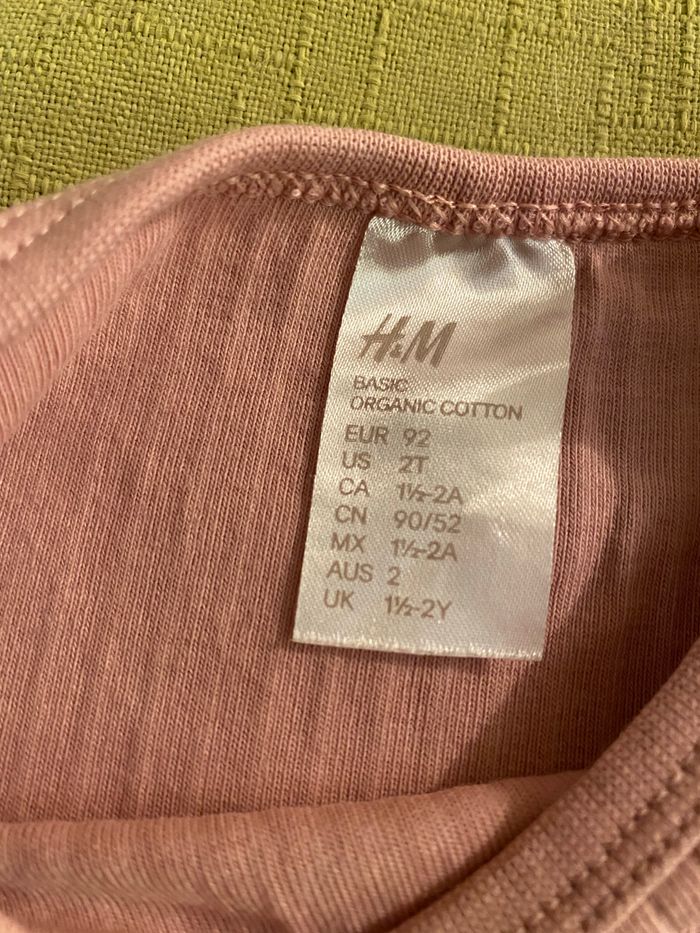 H&M
BASIC
ORGANIC COTTON
EUR 92
US 2T
CA 1½-2A
CN 90/52
MX 1½-2A
AUS 2
UK 1½-2Y